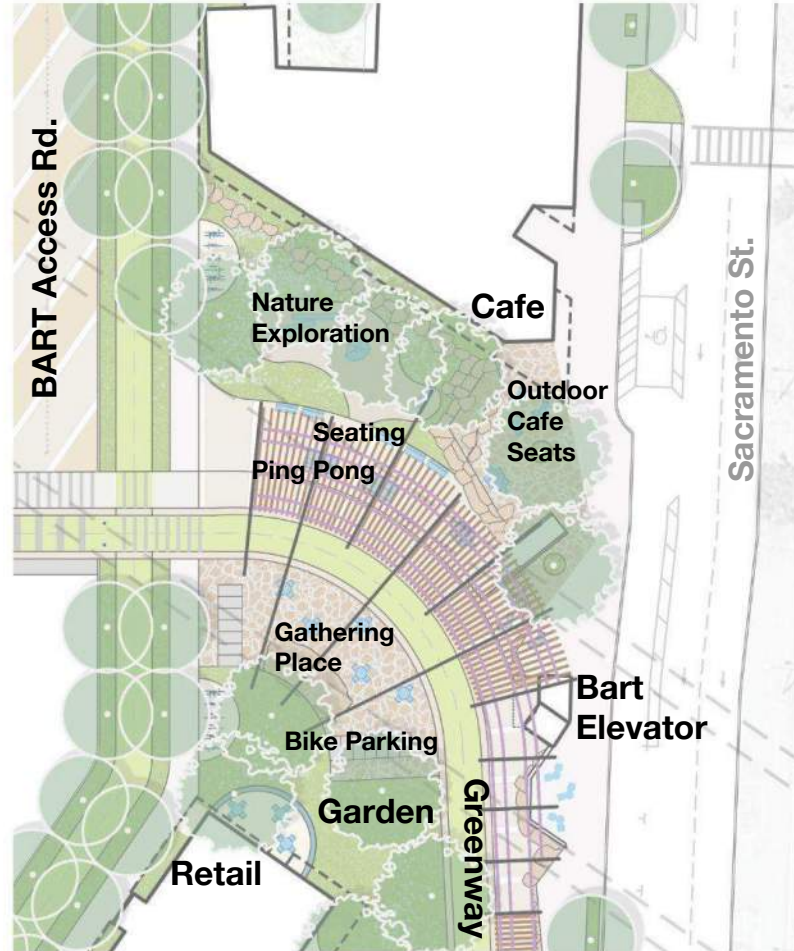 BART Access Rd.
Nature
Exploration
Cafe
Outdoor
Cafe
Seats
Sacramento St.
Seating
Ping Pong
Gathering
Place
Bart
Elevator
Bike Parking
Garden
Greenway
Retail